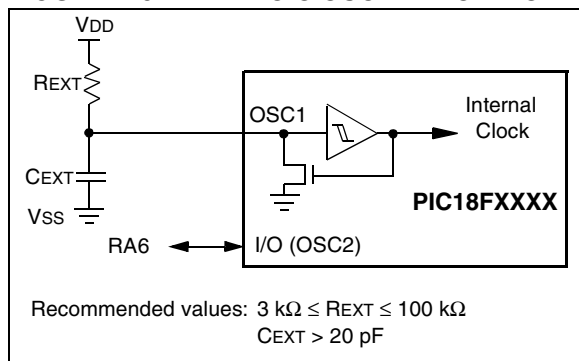 VDD
REXT
OSC1
Internal
Clock
CEXT
PIC18FXXXX
VSS
RA6
I/O (OSC2)
Recommended values: 3 kΩ ≤ REXT ≤ 100 kΩ
CEXT > 20 pF